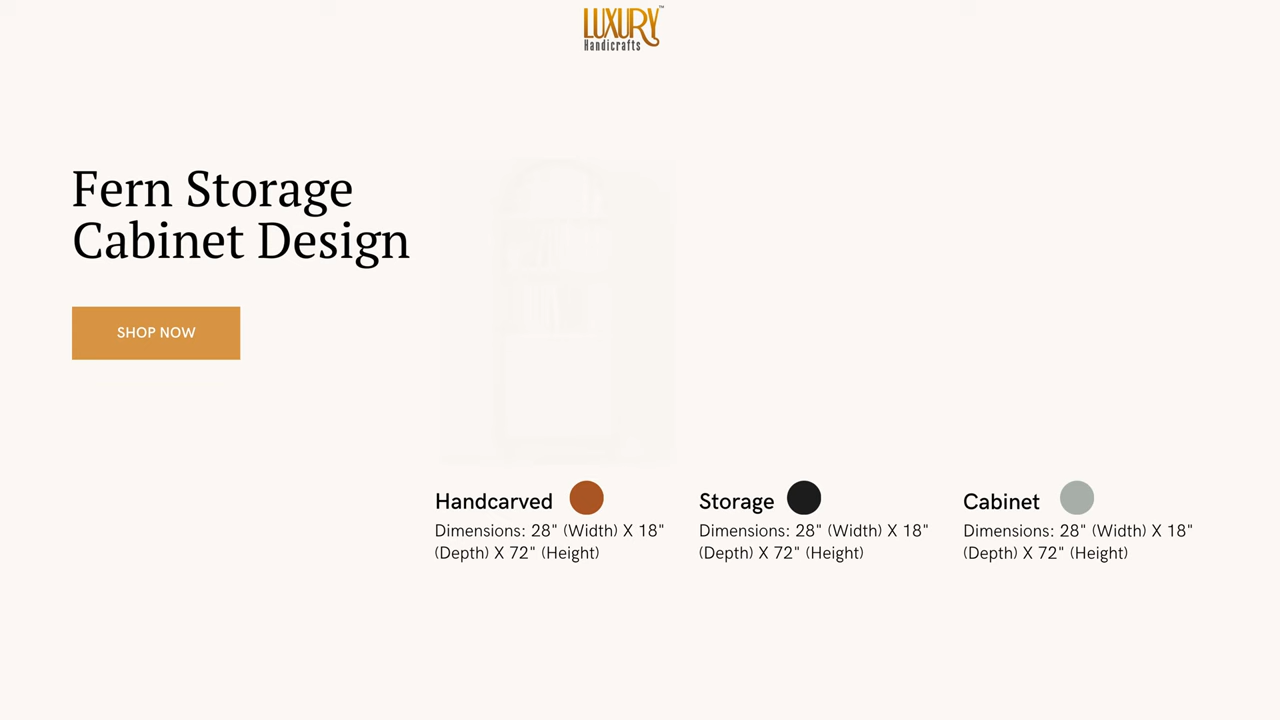 LUXURY™
Handicrafts
Fern Storage
Cabinet Design
SHOP NOW
Handcarved
Dimensions: 28" (Width) X 18"
(Depth) X 72" (Height)
Storage
Dimensions: 28" (Width) X 18"
(Depth) X 72" (Height)
Cabinet
Dimensions: 28" (Width) X 18"
(Depth) X 72" (Height)